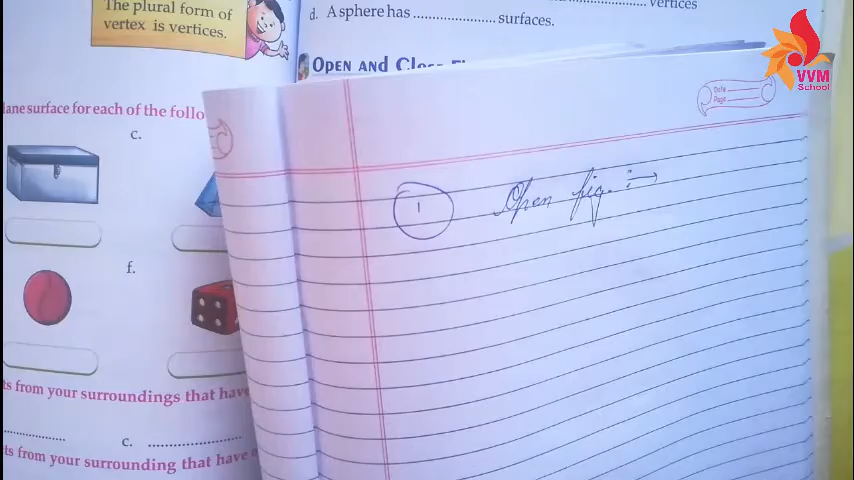 The plural form of
vertex is vertices.
vertices
d. A sphere has surfaces.
OPEN AND
lane surface for each of the follo
c.
f.
ts from your surroundings that have
c.
ts from your surrounding that have
VVM
School
Date
Page
1 Open fig. :→